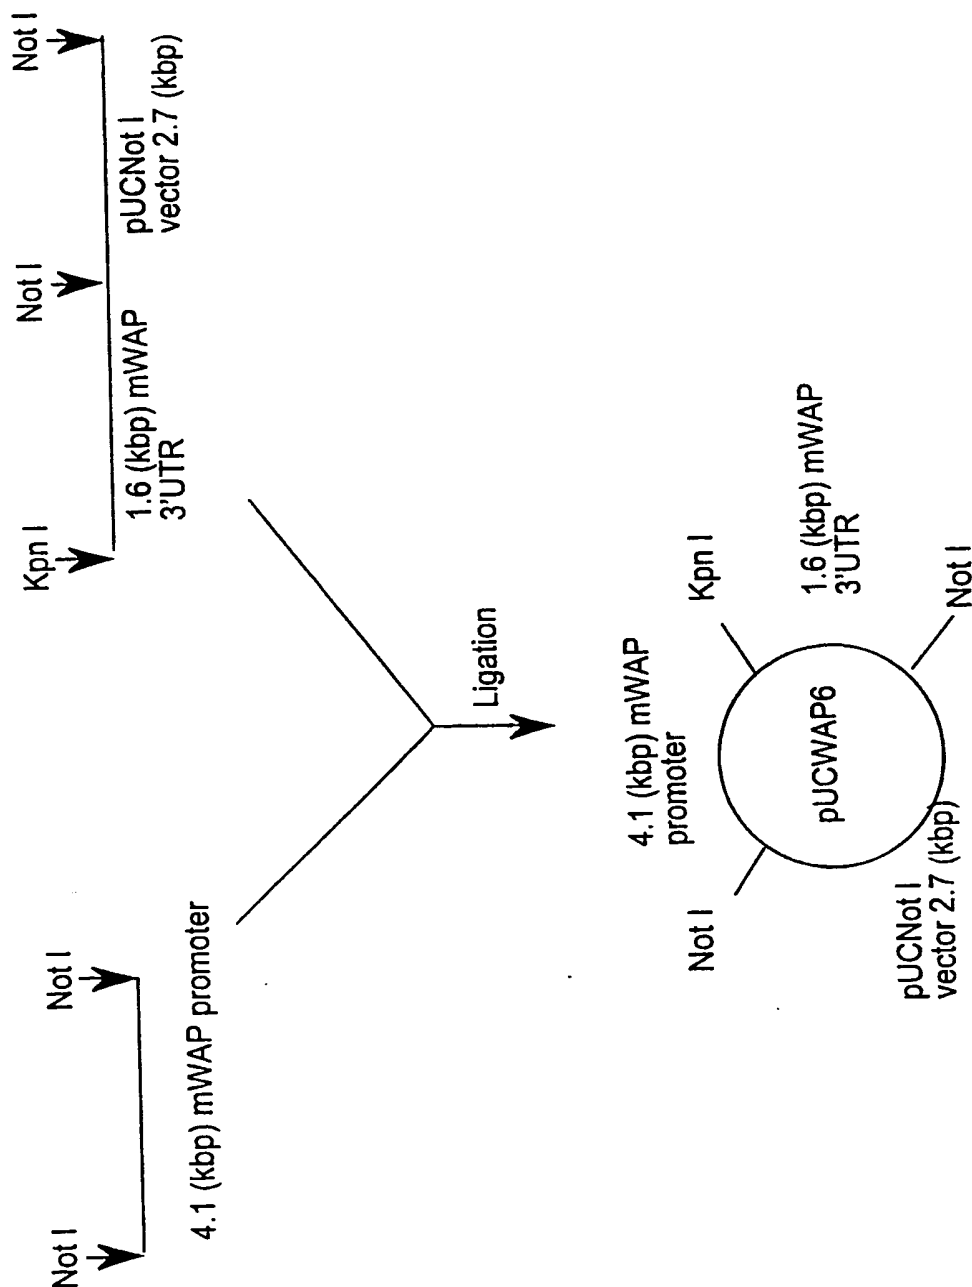 Not I
Not I
4.1 (kbp) mWAP promoter
Kpn I
Not I
Not I
1.6 (kbp) mWAP
3'UTR
pUCNot I
vector 2.7 (kbp)
Ligation
4.1 (kbp) mWAP
promoter
Not I
Kpn I
pUCWAP6
1.6 (kbp) mWAP
3'UTR
Not I
pUCNot I
vector 2.7 (kbp)